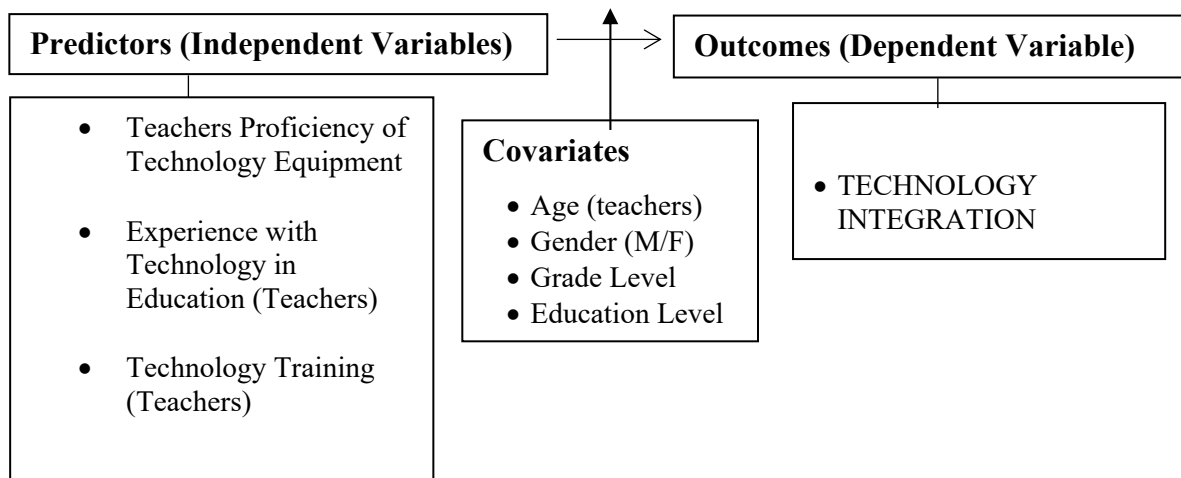 Predictors (Independent Variables)
Outcomes (Dependent Variable)
• Teachers Proficiency of
Technology Equipment
• Experience with
Technology in
Education (Teachers)
• Technology Training
(Teachers)
Covariates
• Age (teachers)
• Gender (M/F)
• Grade Level
• Education Level
• TECHNOLOGY
INTEGRATION